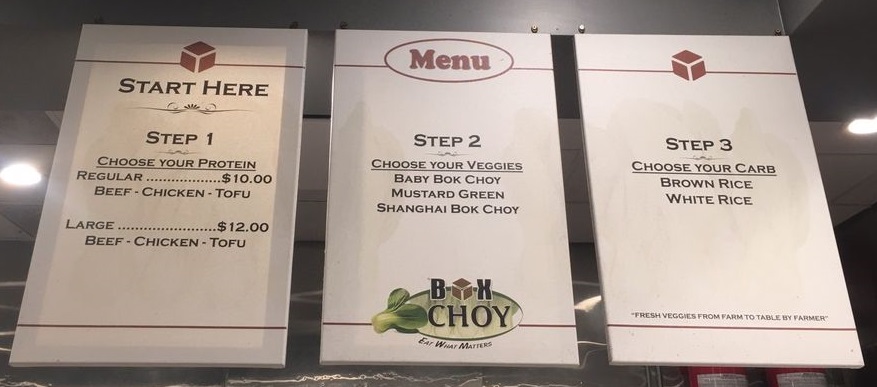 START HERE
STEP 1
CHOOSE YOUR PROTEIN
REGULAR .................$10.00
BEEF - CHICKEN - TOFU
LARGE ......................$12.00
BEEF - CHICKEN - TOFU
Menu
STEP 2
CHOOSE YOUR VEGGIES
BABY BOK CHOY
MUSTARD GREEN
SHANGHAI BOK CHOY
BOX
CHOY
EAT WHAT MATTERS
STEP 3
CHOOSE YOUR CARB
BROWN RICE
WHITE RICE
"FRESH VEGGIES FROM FARM TO TABLE BY FARMER"